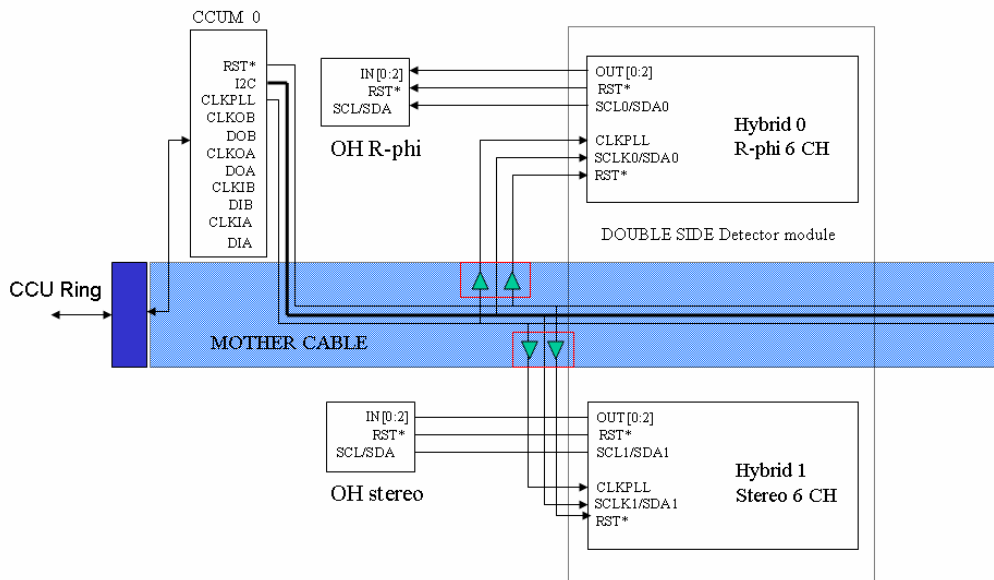 CCUM 0
RST*
I2C
CLKPLL
CLKOB
DOB
CLKOA
DOA
CLKIB
DIB
CLKIA
DIA
IN[0:2]
RST*
SCL/SDA
OH R-phi
OUT[0:2]
RST*
SCL0/SDA0
CLKPLL
SCLK0/SDA0
RST*
Hybrid 0
R-phi 6 CH
DOUBLE SIDE Detector module
CCU Ring
MOTHER CABLE
IN[0:2]
RST*
SCL/SDA
OH stereo
OUT[0:2]
RST*
SCL1/SDA1
CLKPLL
SCLK1/SDA1
RST*
Hybrid 1
Stereo 6 CH